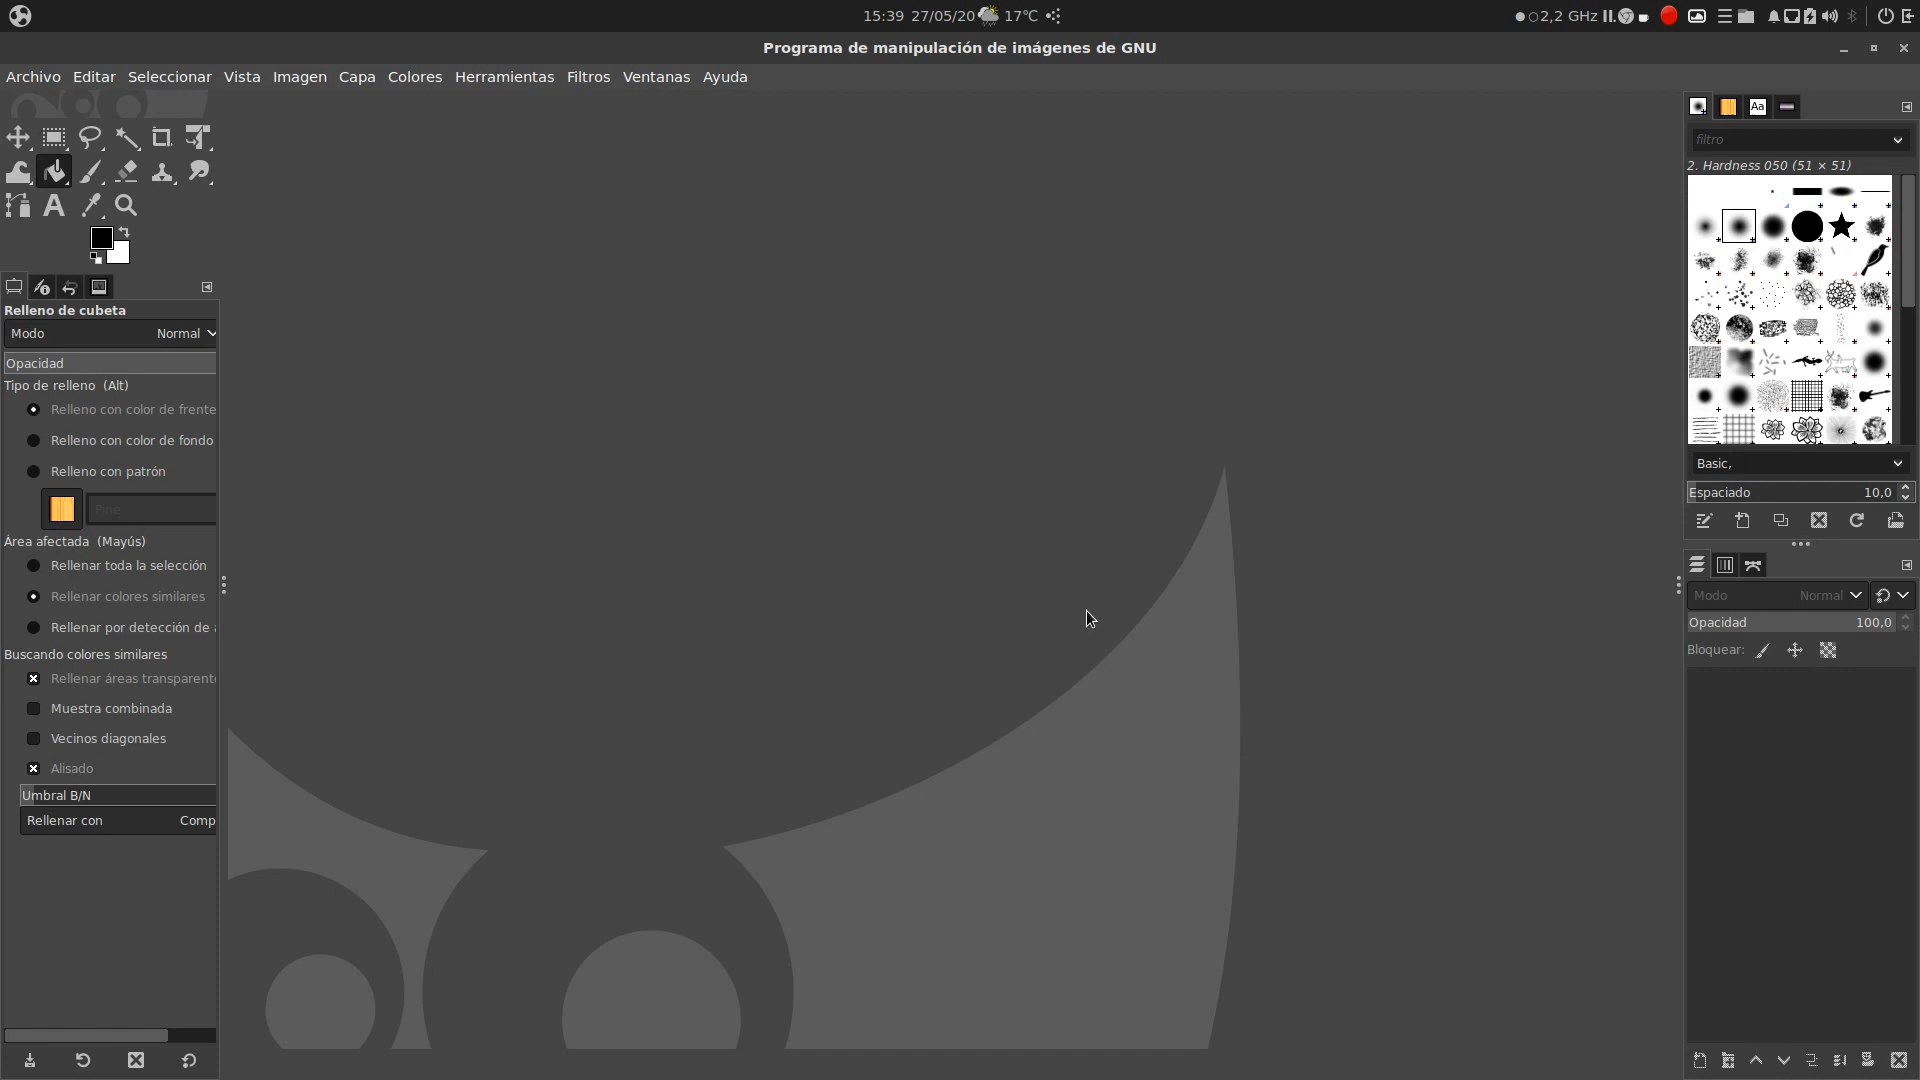 15:39 27/05/20 17°C
2,2 GHz
Programa de manipulación de imágenes de GNU
Archivo Editar Seleccionar Vista Imagen Capa Colores Herramientas Filtros Ventanas Ayuda
Aa
filtro
2. Hardness 050 (51 × 51)
A
Relleno de cubeta
Modo Normal
Opacidad
Tipo de relleno (Alt)
Relleno con color de frente
Relleno con color de fondo
Relleno con patrón
Pine
Área afectada (Mayús)
Rellenar toda la selección
Rellenar colores similares
Rellenar por detección de
Buscando colores similares
Rellenar áreas transparent
Muestra combinada
Vecinos diagonales
Alisado
Umbral B/N
Rellenar con Comp
Basic,
Espaciado 10,0
Modo Normal
Opacidad 100,0
Bloquear: